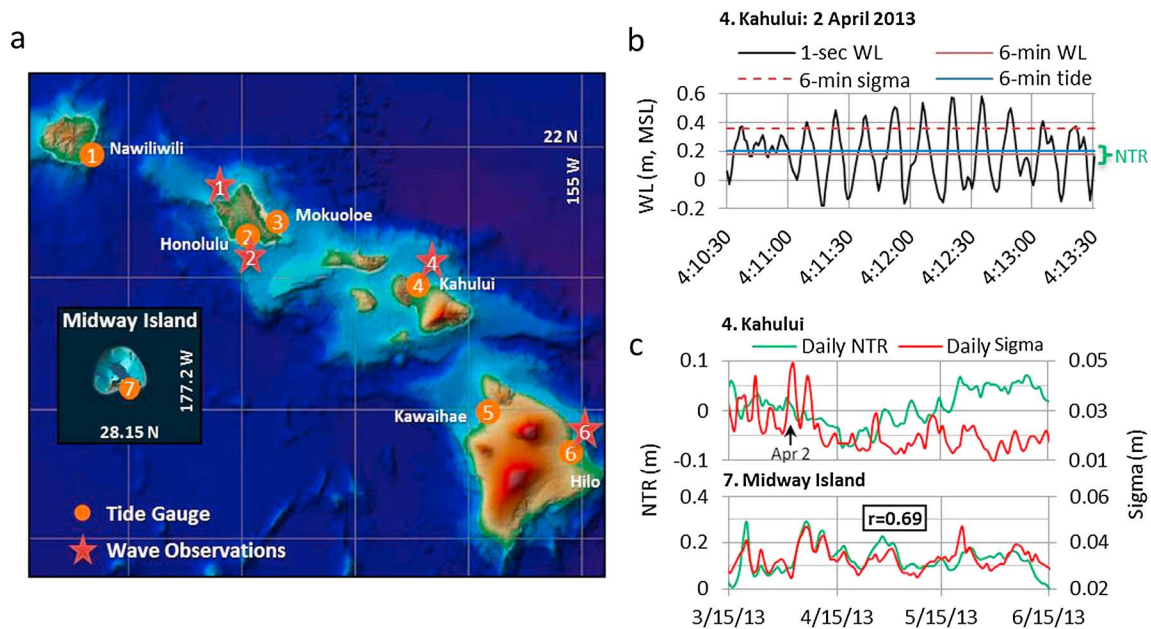 a
22 N
155 W
1
Nawiliwili
1
3
Mokuoloe
2
Honolulu
2
4
4
Kahului
Midway Island
7
177.2 W
28.15 N
Kawaihae
5
6
6
Hilo
Tide Gauge
Wave Observations
4. Kahului: 2 April 2013
b
1-sec WL
6-min WL
6-min sigma
6-min tide
WL (m, MSL)
0.6
0.4
0.2
0
-0.2
NTR
4:10:30
4:11:00
4:11:30
4:12:00
4:12:30
4:13:00
4:13:30
4. Kahului
c
Daily NTR
Daily Sigma
0.1
0
-0.1
0.05
0.03
0.01
Apr 2
NTR (m)
Sigma (m)
7. Midway Island
0.4
0.2
0
0.06
0.04
0.02
r=0.69
3/15/13
4/15/13
5/15/13
6/15/13